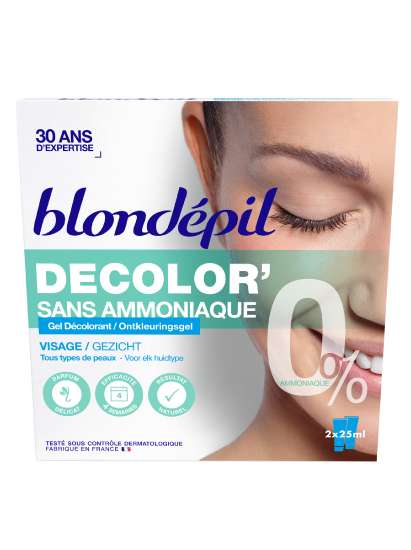 30 ANS
D'EXPERTISE
blondépil
DECOLOR'
SANS AMMONIAQUE
Gel Décolorant / Ontkleuringsgel
VISAGE / GEZICHT
Tous types de peaux - Voor elk huidtype
PARFUM DÉLICAT
EFFICACITÉ 4 4 SEMAINES
RÉSULTAT NATUREL
0%
AMMONIAQUE
2x25ml
TESTÉ SOUS CONTRÔLE DERMATOLOGIQUE
FABRIQUÉ EN FRANCE